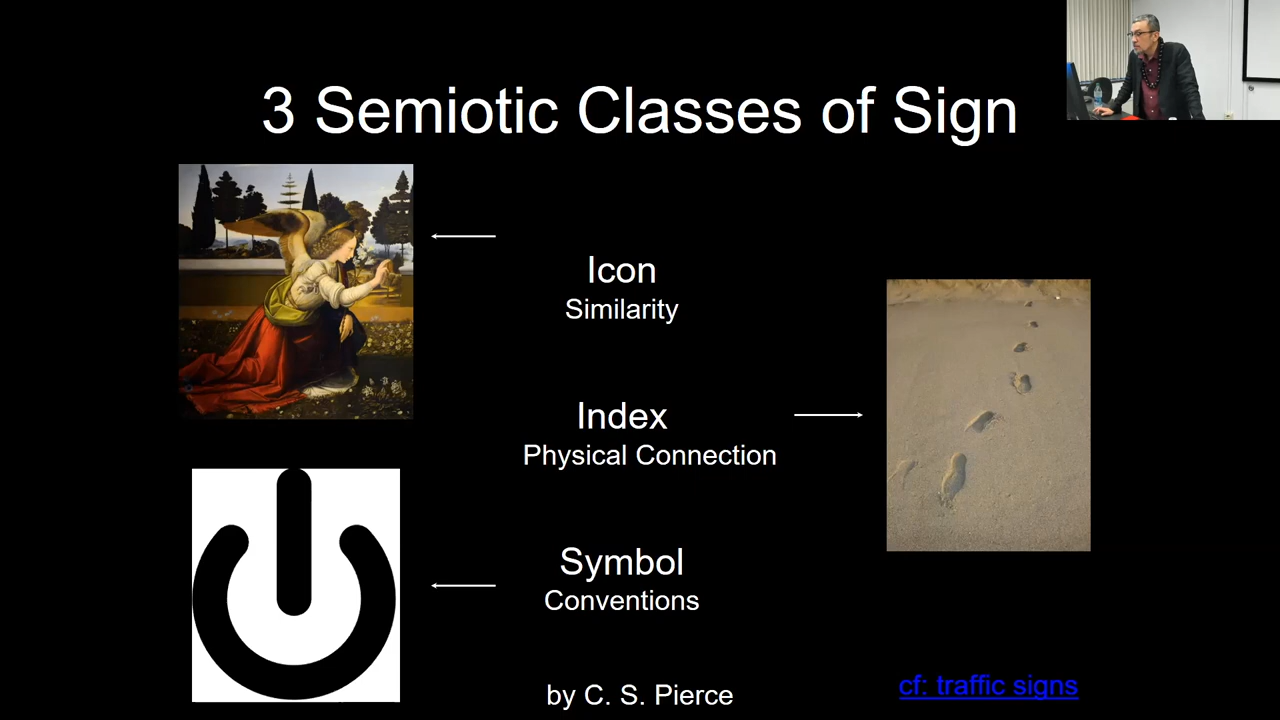 3 Semiotic Classes of Sign
Icon
Similarity
Index
Physical Connection
Symbol
Conventions
by C. S. Pierce
cf: traffic signs